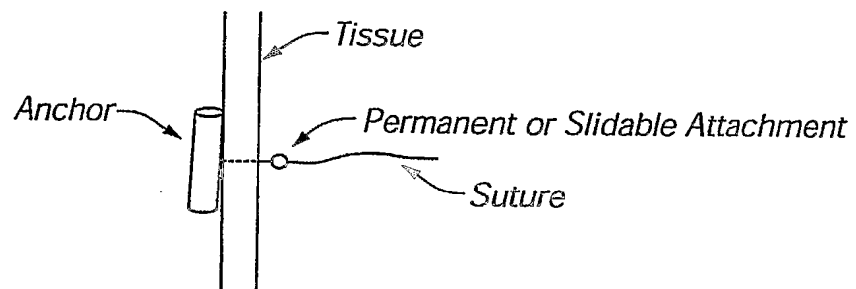 Tissue
Anchor
Permanent or Slidable Attachment
Suture